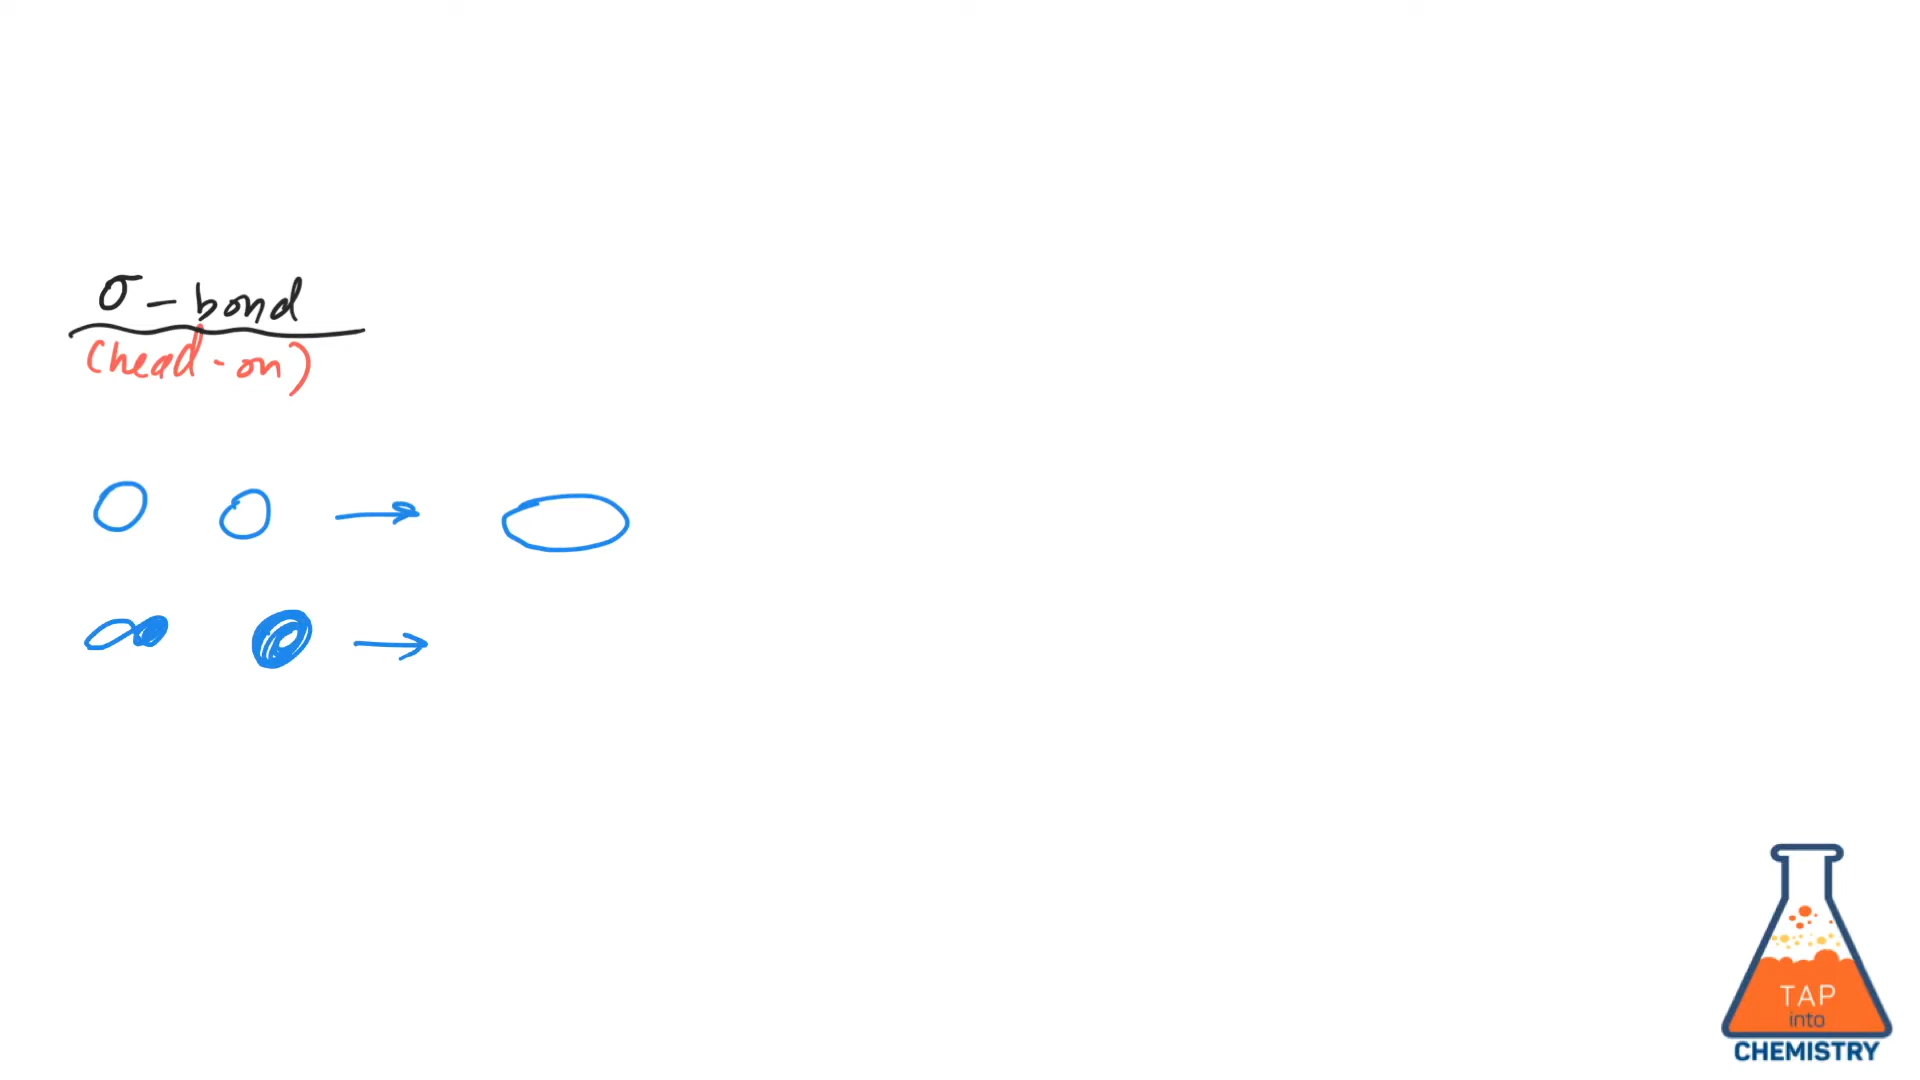 σ - bond
(head-on)
TAP
into
CHEMISTRY